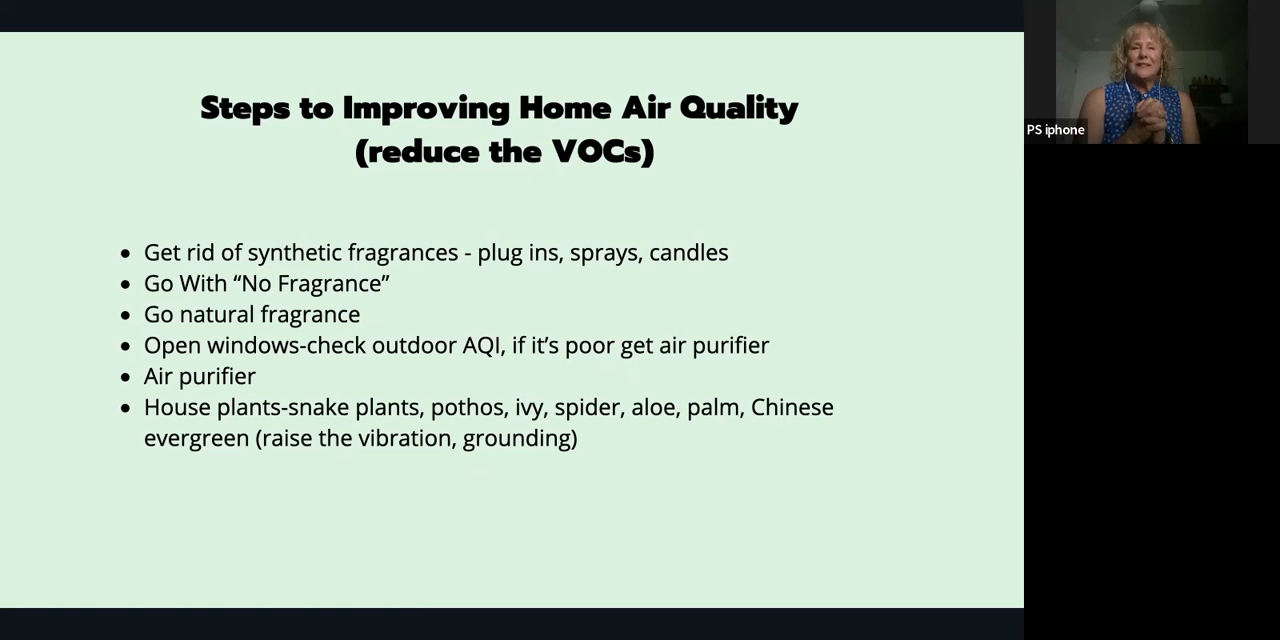 Steps to Improving Home Air Quality
(reduce the VOCs)
• Get rid of synthetic fragrances - plug ins, sprays, candles
• Go With “No Fragrance”
• Go natural fragrance
• Open windows-check outdoor AQI, if it’s poor get air purifier
• Air purifier
• House plants-snake plants, pothos, ivy, spider, aloe, palm, Chinese
evergreen (raise the vibration, grounding)
PS iphone